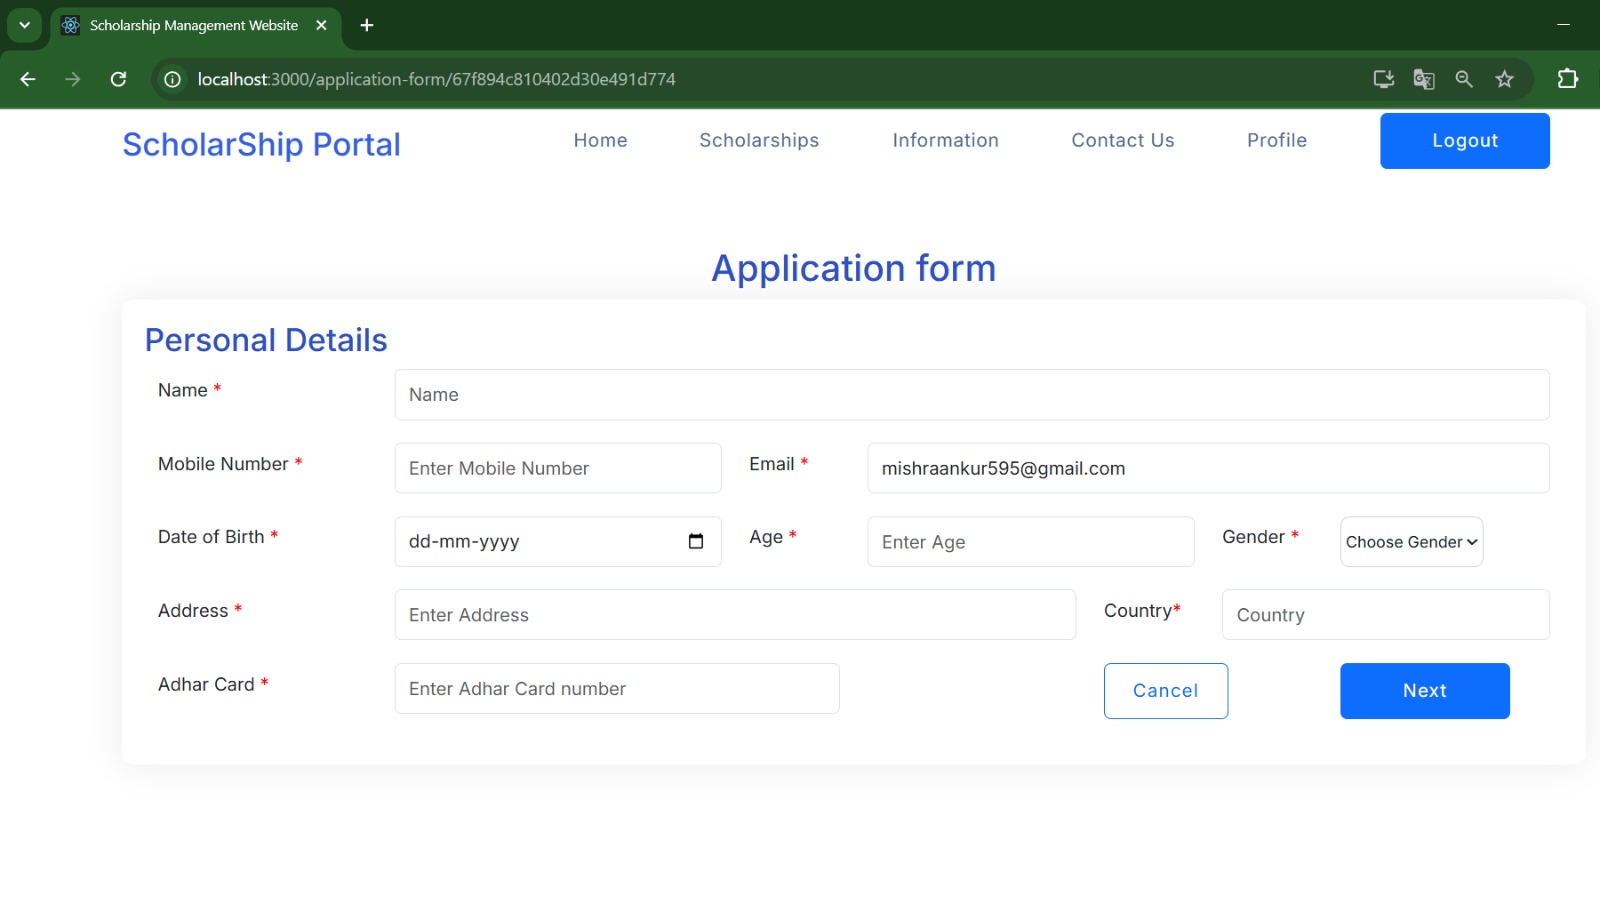 Scholarship Management Website
localhost:3000/application-form/67f894c810402d30e491d774
ScholarShip Portal Home Scholarships Information Contact Us Profile Logout
Application form
Personal Details
Name * Name
Mobile Number * Enter Mobile Number Email * mishraankur595@gmail.com
Date of Birth * dd-mm-yyyy Age * Enter Age Gender * Choose Gender
Address * Enter Address Country* Country
Adhar Card * Enter Adhar Card number Cancel Next